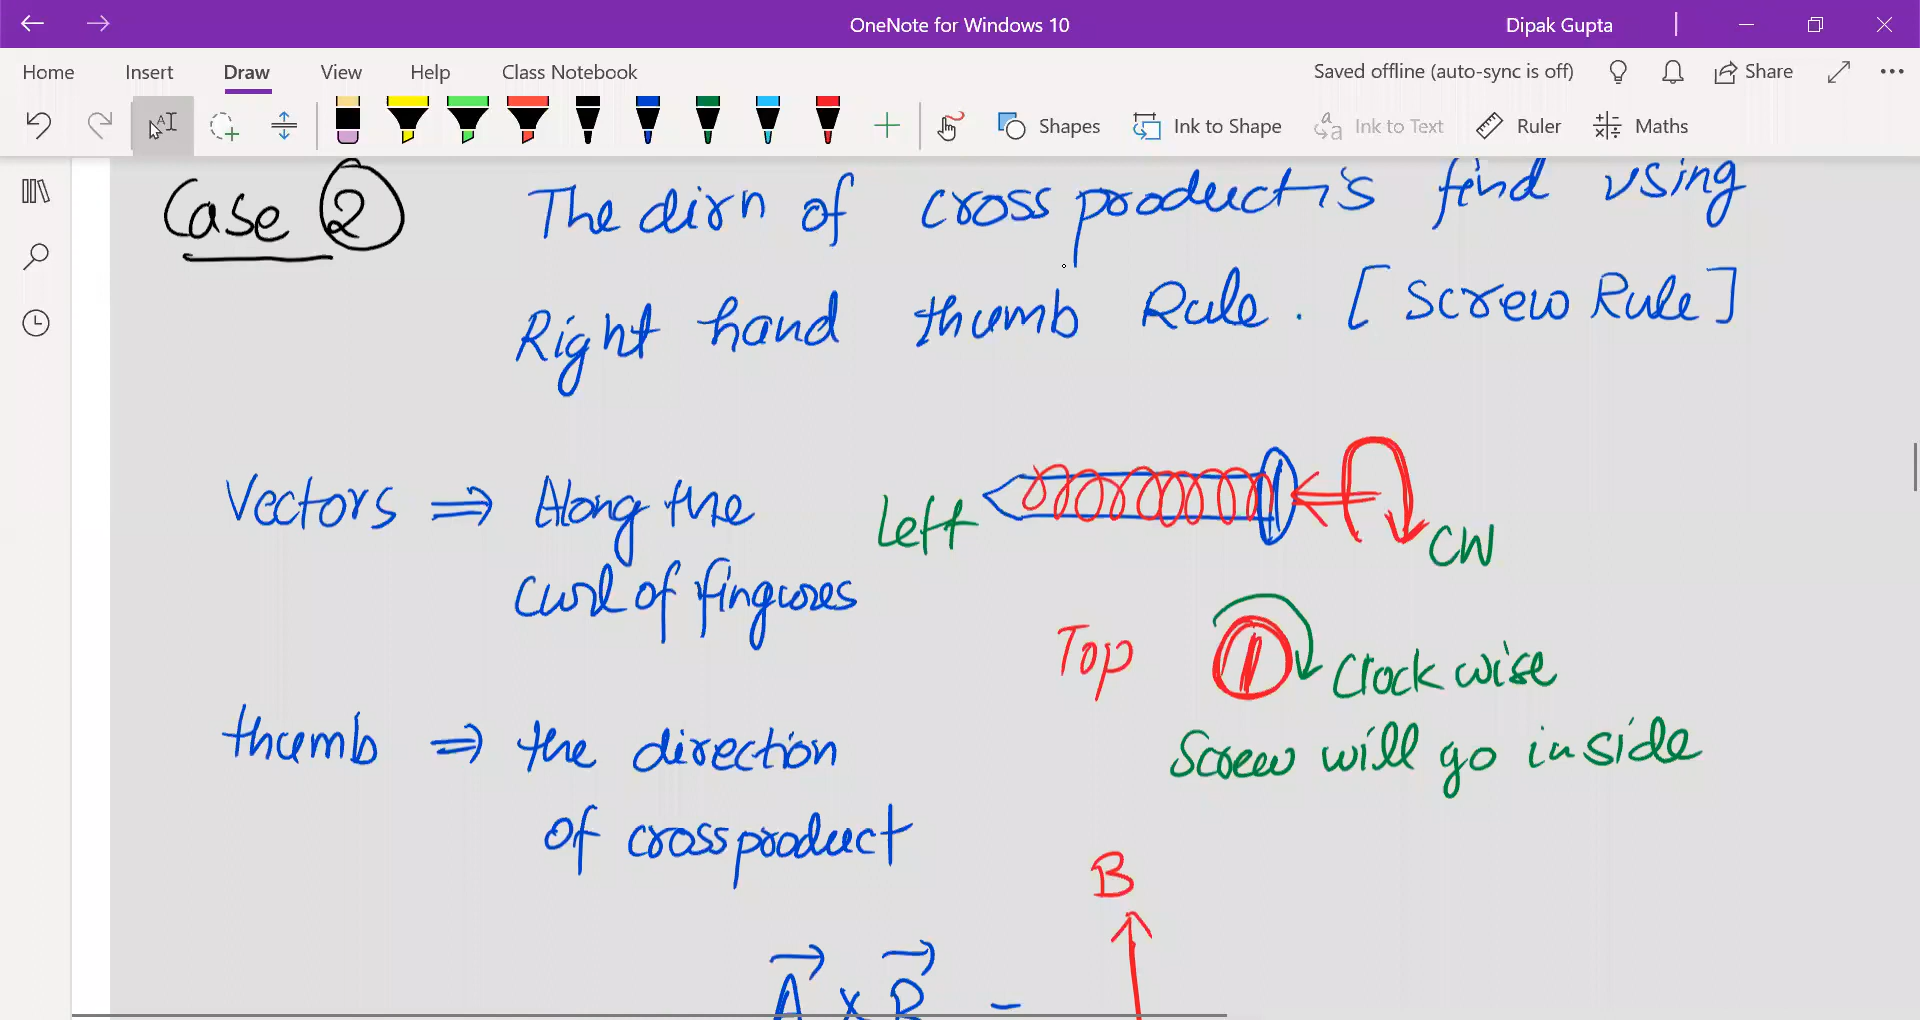 OneNote for Windows 10
Dipak Gupta
Home Insert Draw View Help Class Notebook
Saved offline (auto-sync is off) Share
Shapes Ink to Shape Ink to Text Ruler Maths
Case 2
The dirn of cross product is find using
Right hand thumb Rule. [Screw Rule]
Vectors ⇒ Along the
curl of fingures
Left
CW
Top
Clockwise
Screw will go inside
thumb ⇒ the direction
of cross product
B
A × B =